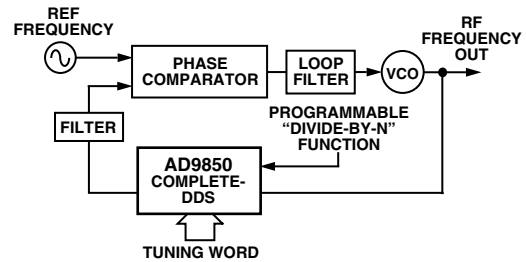 REF
FREQUENCY
RF
FREQUENCY
OUT
PHASE
COMPARATOR
LOOP
FILTER
VCO
FILTER
PROGRAMMABLE
“DIVIDE-BY-N”
FUNCTION
AD9850
COMPLETE-
DDS
TUNING WORD